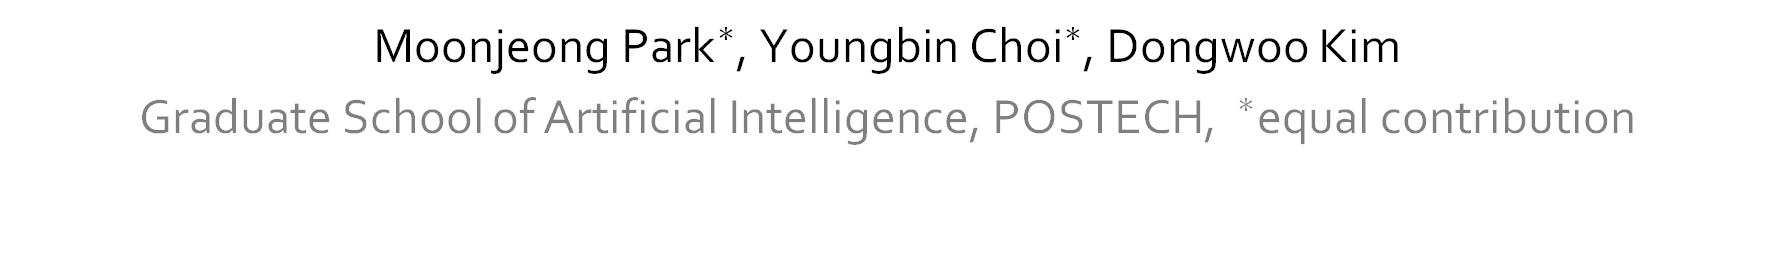 Moonjeong Park*, Youngbin Choi*, Dongwoo Kim
Graduate School of Artificial Intelligence, POSTECH, *equal contribution